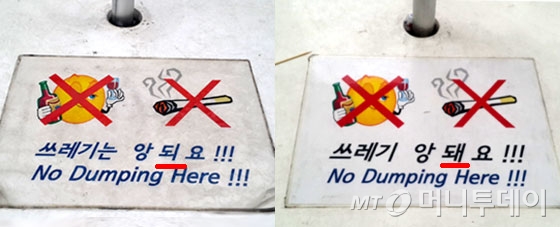 쓰레기는 앙 되 요 !!!
No Dumping Here !!!
쓰레기 앙 돼 요 !!!
No Dumping Here !!!
MT 머니투데이